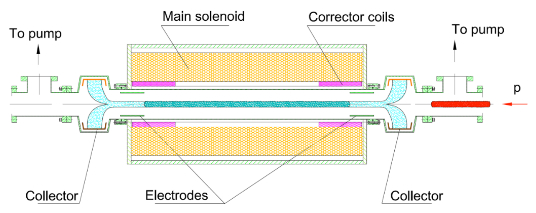 Main solenoid
Corrector coils
To pump
To pump
p
Collector
Electrodes
Collector